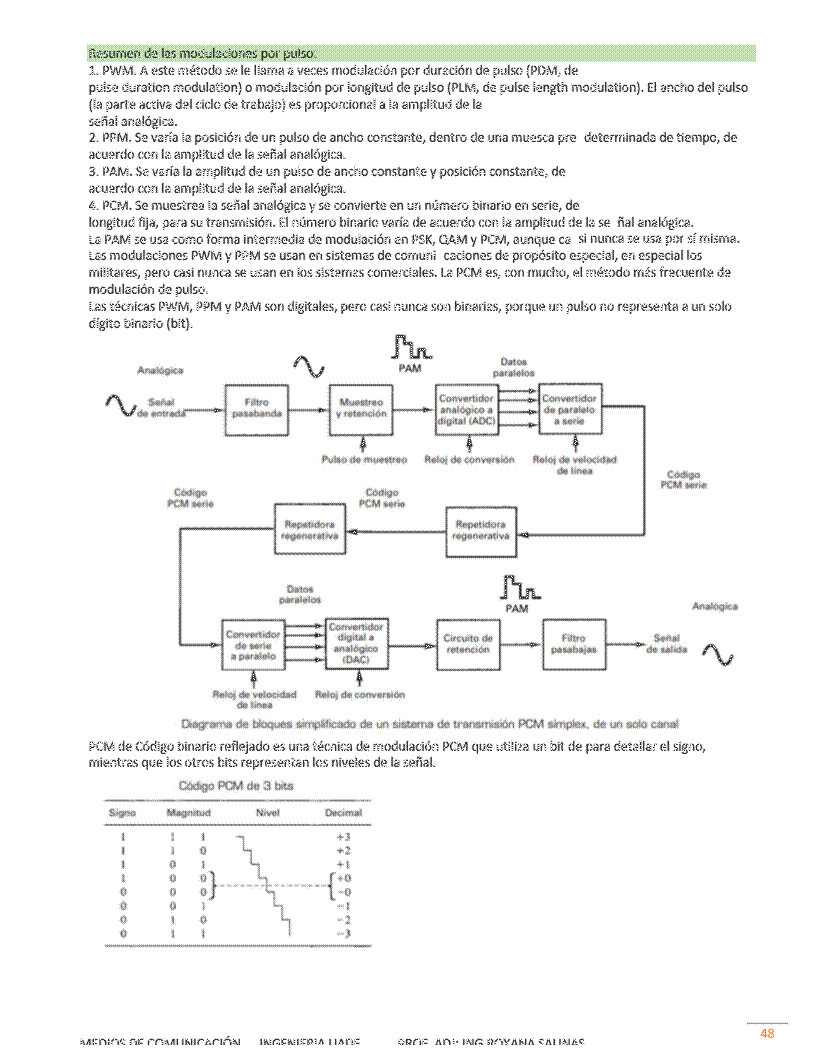 Resumen de las modulaciones por pulso:
1. PWM. A este método se le llama a veces modulación por duración de pulso (PDM, de
pulse duration modulation) o modulación por longitud de pulso (PLM, de pulse length modulation). El ancho del pulso
(la parte activa del ciclo de trabajo) es proporcional a la amplitud de la
señal analógica.
2. PPM. Se varía la posición de un pulso de ancho constante, dentro de una muesca pre determinada de tiempo, de
acuerdo con la amplitud de la señal analógica.
3. PAM. Se varía la amplitud de un pulso de ancho constante y posición constante, de
acuerdo con la amplitud de la señal analógica.
4. PCM. Se muestrea la señal analógica y se convierte en un número binario en serie, de
longitud fija, para su transmisión. El número binario varía de acuerdo con la amplitud de la se ñal analógica.
La PAM se usa como forma intermedia de modulación en PSK, QAM y PCM, aunque ca si nunca se usa por sí misma.
Las modulaciones PWM y PPM se usan en sistemas de comuni caciones de propósito especial, en especial los
militares, pero casi nunca se usan en los sistemas comerciales. La PCM es, con mucho, el método más frecuente de
modulación de pulso.
Las técnicas PWM, PPM y PAM son digitales, pero casi nunca son binarias, porque un pulso no representa a un solo
dígito binario (bit).
Analógica
PAM
Datos
paralelos
Señal
de entrada
Filtro
pasabanda
Muestreo
y retención
Convertidor
analógico a
digital (ADC)
Convertidor
de paralelo
a serie
Pulso de muestreo
Reloj de conversión
Reloj de velocidad
de línea
Código
PCM serie
Código
PCM serie
Código
PCM serie
Repetidora
regenerativa
Repetidora
regenerativa
Datos
paralelos
PAM
Analógica
Convertidor
de serie
a paralelo
Convertidor
digital a
analógico
(DAC)
Circuito de
retención
Filtro
pasabajas
Señal
de salida
Reloj de velocidad
de línea
Reloj de conversión
Diagrama de bloques simplificado de un sistema de transmisión PCM simplex, de un solo canal
PCM de Código binario reflejado es una técnica de modulación PCM que utiliza un bit de para detallar el signo,
mientras que los otros bits representan los niveles de la señal.
Código PCM de 3 bits
Signo Magnitud Nivel Decimal
1 1 1 +3
1 1 0 +2
1 0 1 +1
1 0 0 +0
0 0 0 −0
0 0 1 −1
0 1 0 −2
0 1 1 −3
48
MEDIOS DE COMUNICACIÓN INGENIERIA UADE PROF. ADJ: ING ROXANA SALINAS